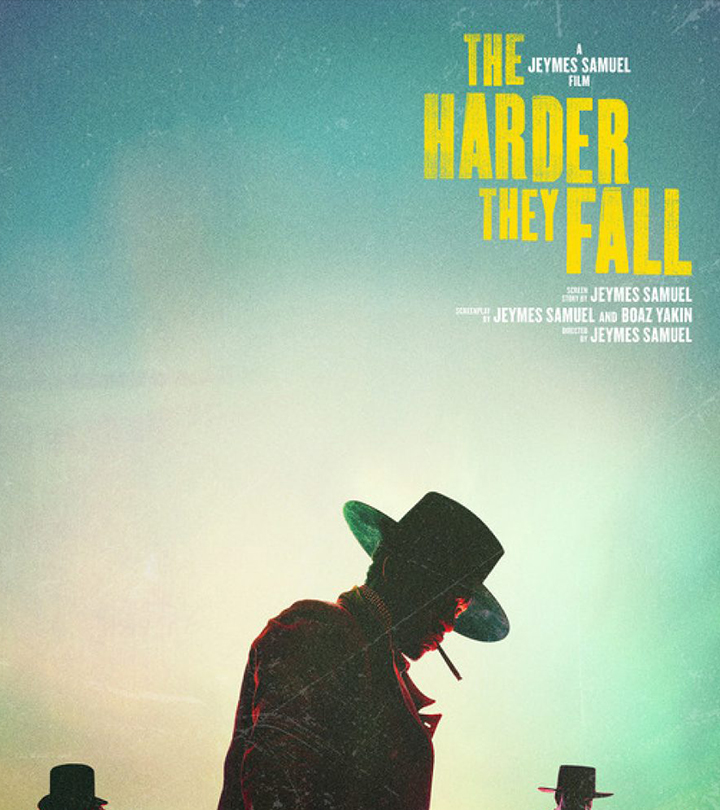 THE
A
JEYMES SAMUEL
FILM
HARDER
THEY FALL
SCREEN STORY BY JEYMES SAMUEL
SCREENPLAY BY JEYMES SAMUEL AND BOAZ YAKIN
DIRECTED BY JEYMES SAMUEL